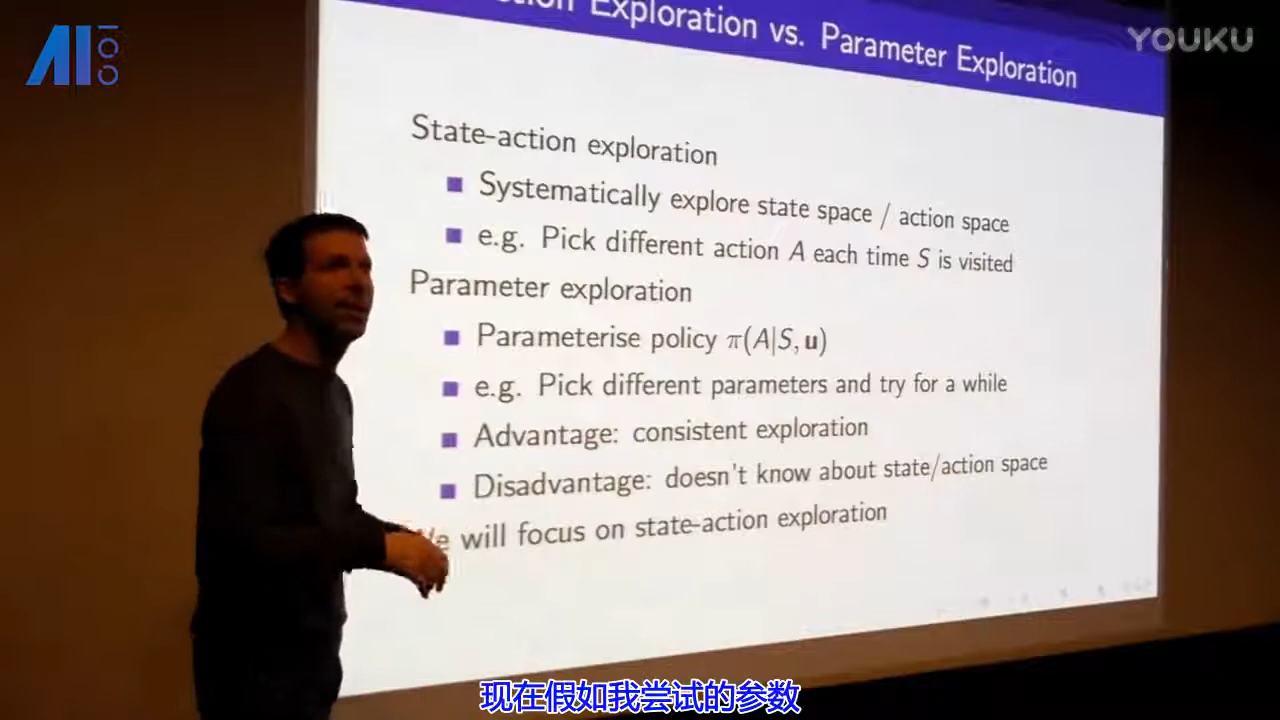 AI
100
YOUKU
Exploration vs. Parameter Exploration
State-action exploration
Systematically explore state space / action space
e.g. Pick different action A each time S is visited
Parameter exploration
Parameterise policy π(A|S, u)
e.g. Pick different parameters and try for a while
Advantage: consistent exploration
Disadvantage: doesn't know about state/action space
We will focus on state-action exploration
现在假如我尝试的参数